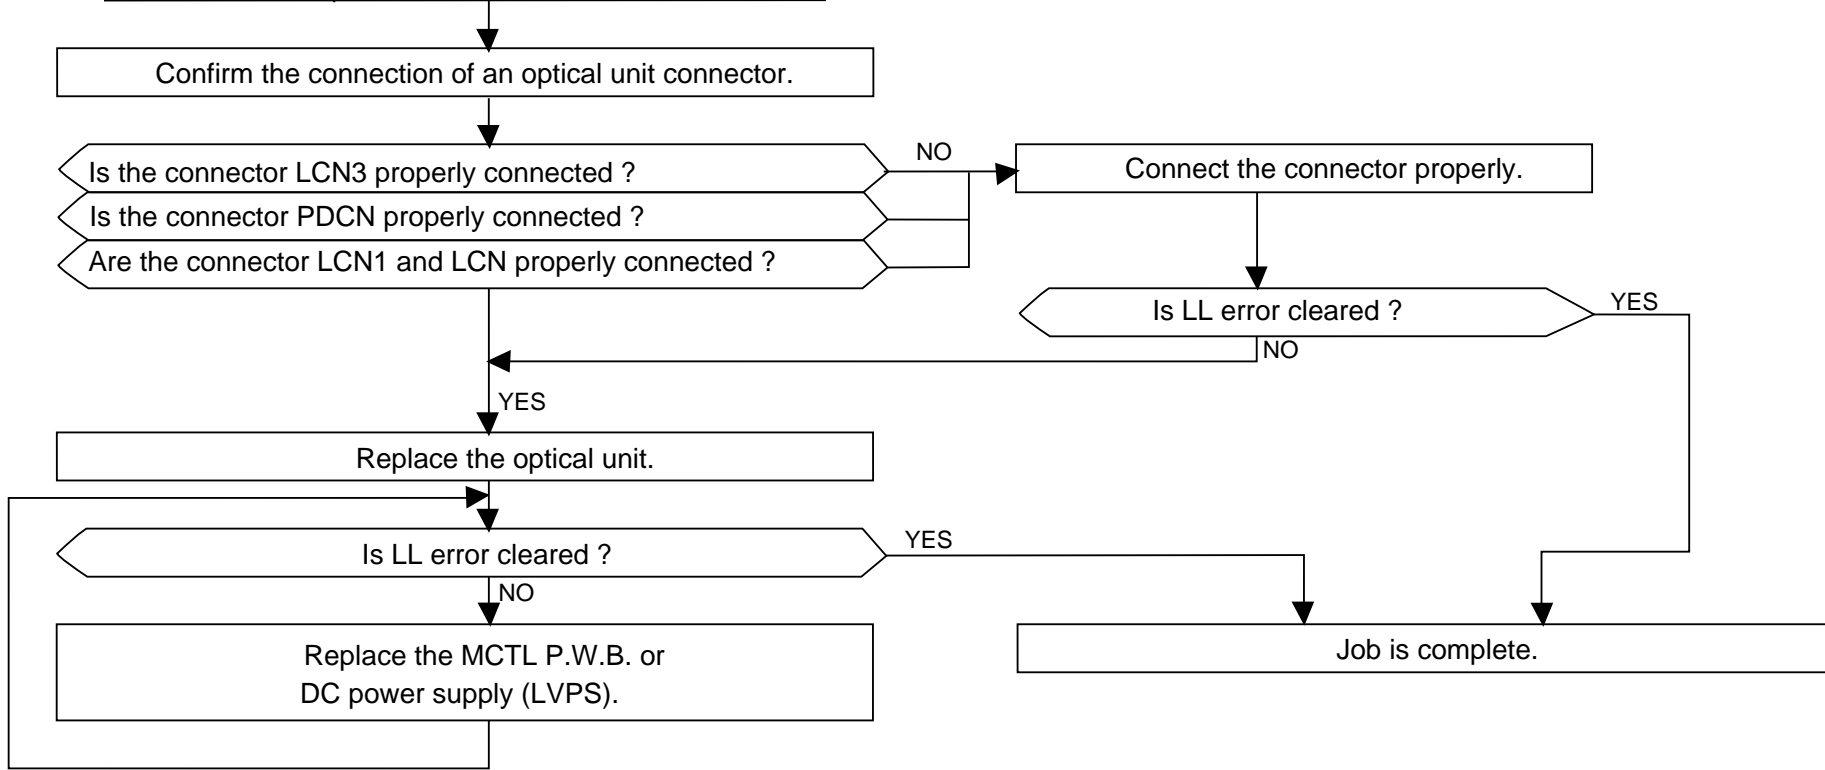 Confirm the connection of an optical unit connector.
Is the connector LCN3 properly connected ?
NO
Connect the connector properly.
Is the connector PDCN properly connected ?
Are the connector LCN1 and LCN properly connected ?
Is LL error cleared ?
YES
NO
YES
Replace the optical unit.
Is LL error cleared ?
YES
NO
Replace the MCTL P.W.B. or
DC power supply (LVPS).
Job is complete.